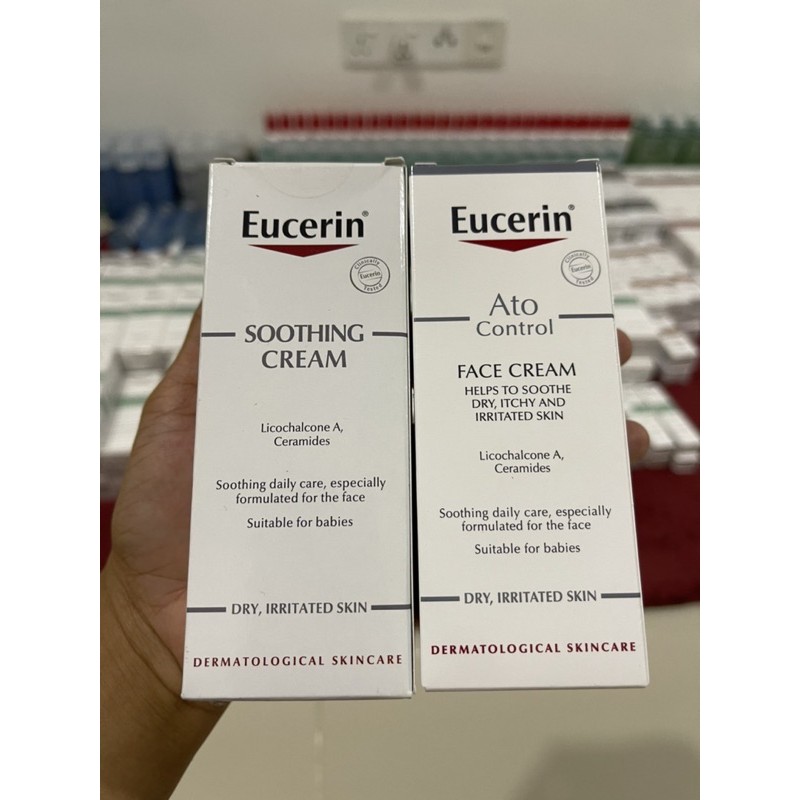 Eucerin®
Clinically
Eucerin
Tested
SOOTHING
CREAM
Licochalcone A,
Ceramides
Soothing daily care, especially
formulated for the face
Suitable for babies
DRY, IRRITATED SKIN
DERMATOLOGICAL SKINCARE
Eucerin®
Clinically
Eucerin
Tested
Ato
Control
FACE CREAM
HELPS TO SOOTHE
DRY, ITCHY AND
IRRITATED SKIN
Licochalcone A,
Ceramides
Soothing daily care, especially
formulated for the face
Suitable for babies
DRY, IRRITATED SKIN
DERMATOLOGICAL SKINCARE